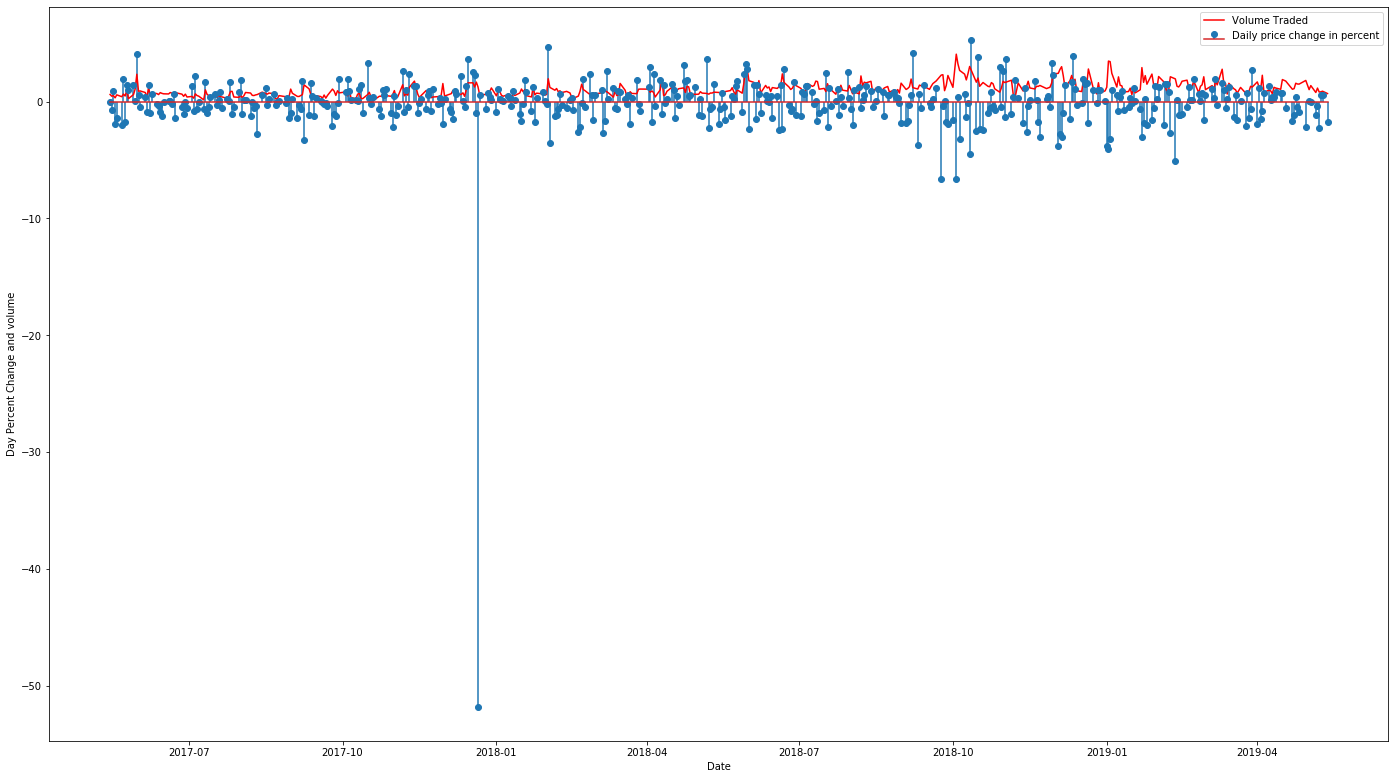 Volume Traded
Daily price change in percent
Day Percent Change and volume
0
−10
−20
−30
−40
−50
2017-07 2017-10 2018-01 2018-04 2018-07 2018-10 2019-01 2019-04
Date